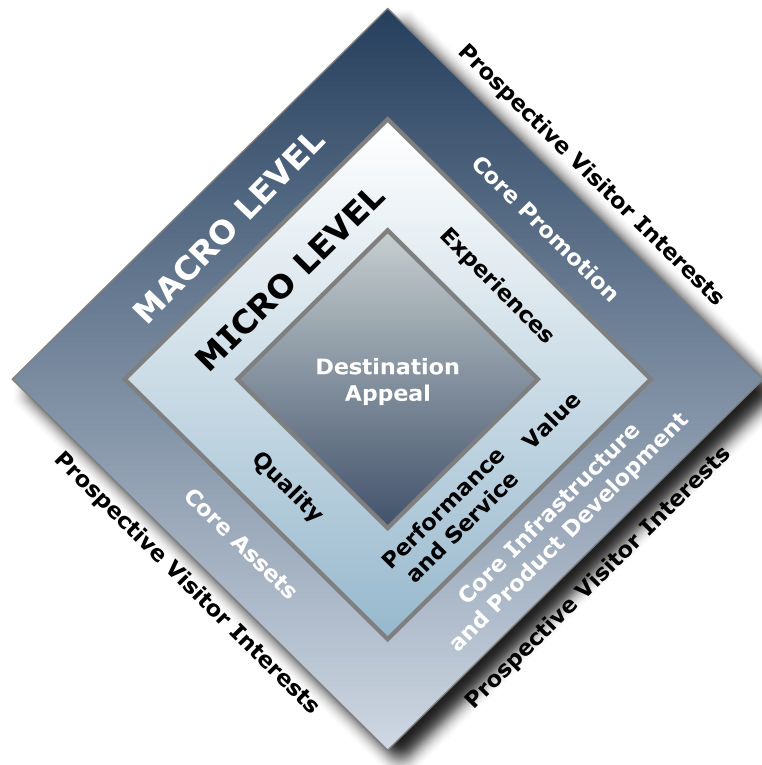 Prospective Visitor Interests
MACRO LEVEL
Core Promotion
MICRO LEVEL
Experiences
Destination
Appeal
Value
Quality
Performance
and Service
Core Assets
Core Infrastructure
and Product Development
Prospective Visitor Interests
Prospective Visitor Interests